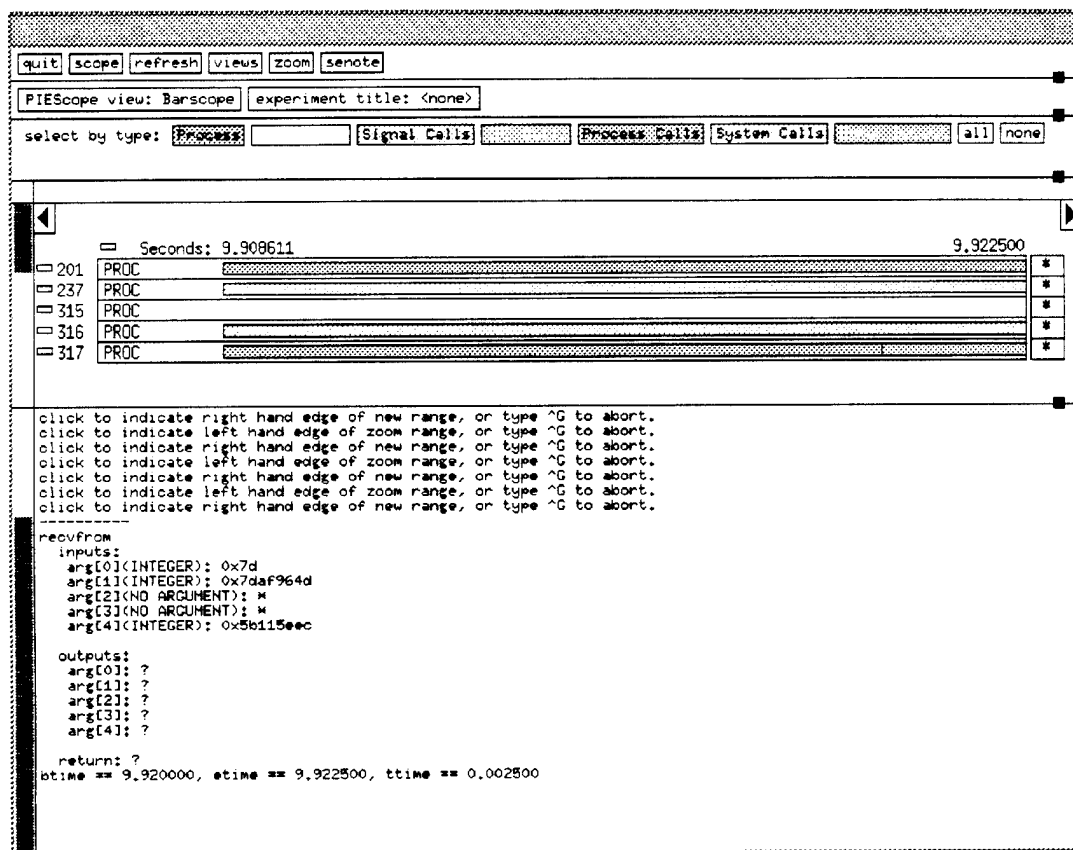 quit scope refresh views zoom senote
PIEScope view: Barscope experiment title: <none>
select by type: Process Signal Calls Process Calls System Calls all none
Seconds: 9.908611 9.922500
201 PROC *
237 PROC *
315 PROC *
316 PROC *
317 PROC *
click to indicate right hand edge of new range, or type ^G to abort.
click to indicate left hand edge of zoom range, or type ^G to abort.
click to indicate right hand edge of new range, or type ^G to abort.
click to indicate left hand edge of zoom range, or type ^G to abort.
click to indicate right hand edge of new range, or type ^G to abort.
click to indicate left hand edge of zoom range, or type ^G to abort.
click to indicate right hand edge of new range, or type ^G to abort.
-----------
recvfrom
inputs:
arg[0](INTEGER): 0x7d
arg[1](INTEGER): 0x7daf964d
arg[2](NO ARGUMENT): *
arg[3](NO ARGUMENT): *
arg[4](INTEGER): 0x5b115eec
outputs:
arg[0]: ?
arg[1]: ?
arg[2]: ?
arg[3]: ?
arg[4]: ?
return: ?
btime == 9.920000, etime == 9.922500, ttime == 0.002500